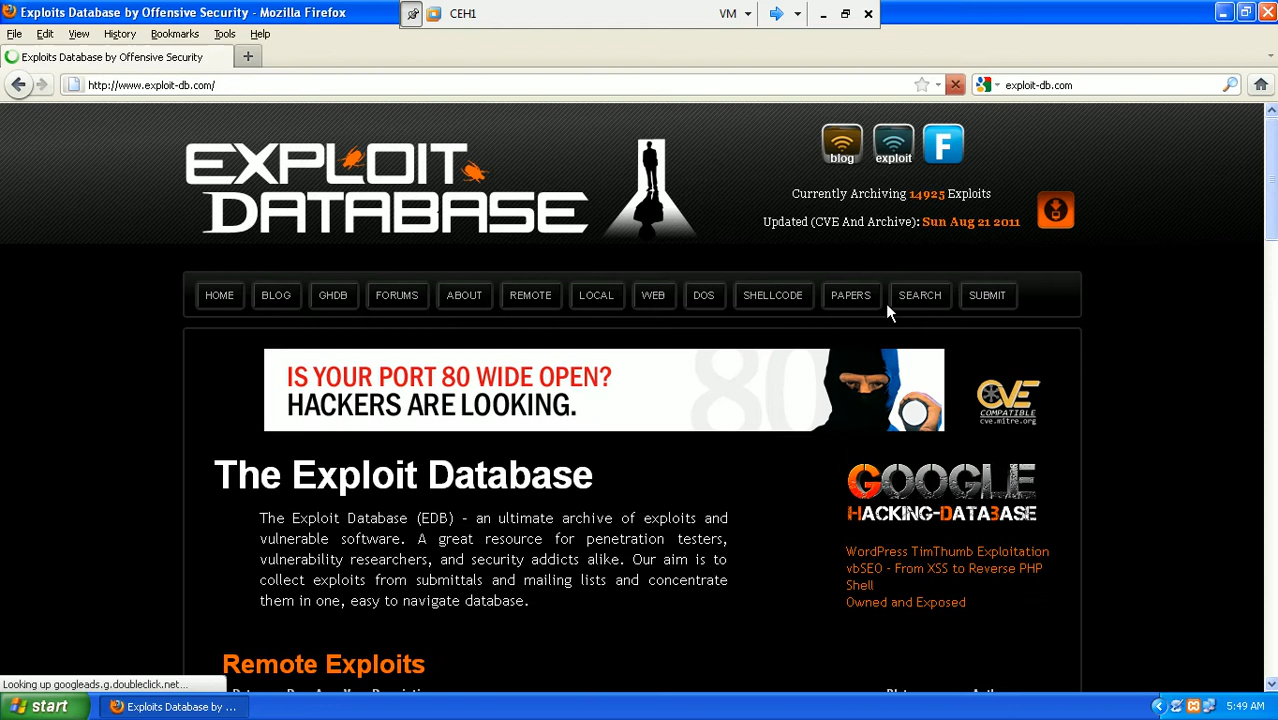 Exploits Database by Offensive Security - Mozilla Firefox
CEH1
VM
File Edit View History Bookmarks Tools Help
Exploits Database by Offensive Security
http://www.exploit-db.com/
exploit-db.com
EXPLOIT
DATABASE
blog
exploit
F
Currently Archiving 14925 Exploits
Updated (CVE And Archive): Sun Aug 21 2011
HOME BLOG GHDB FORUMS ABOUT REMOTE LOCAL WEB DOS SHELLCODE PAPERS SEARCH SUBMIT
80
IS YOUR PORT 80 WIDE OPEN?
HACKERS ARE LOOKING.
CVE
COMPATIBLE
cve.mitre.org
The Exploit Database
The Exploit Database (EDB) - an ultimate archive of exploits and
vulnerable software. A great resource for penetration testers,
vulnerability researchers, and security addicts alike. Our aim is to
collect exploits from submittals and mailing lists and concentrate
them in one, easy to navigate database.
GOOGLE
HACKING-DATABASE
WordPress TimThumb Exploitation
vbSEO - From XSS to Reverse PHP
Shell
Owned and Exposed
Remote Exploits
Looking up googleads.g.doubleclick.net...
start
Exploits Database by ...
5:49 AM